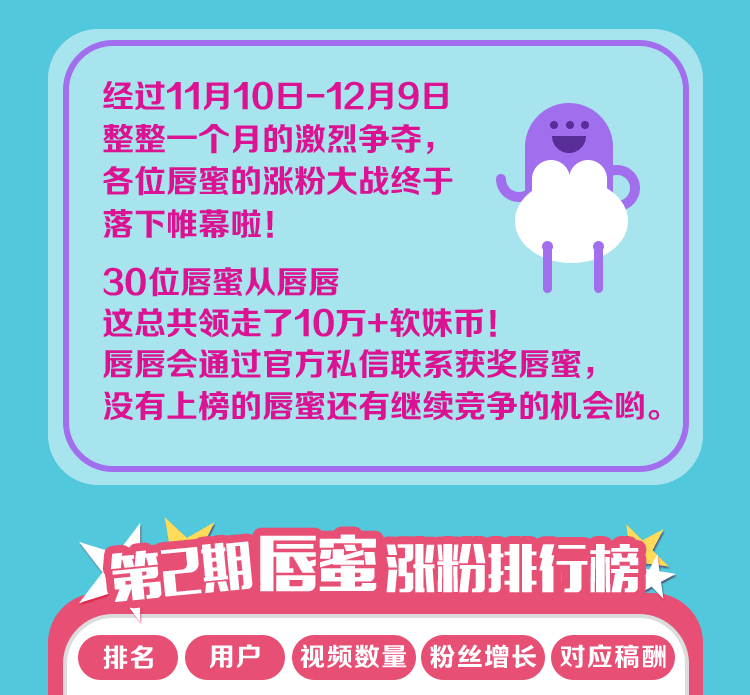 经过11月10日-12月9日
整整一个月的激烈争夺，
各位唇蜜的涨粉大战终于
落下帷幕啦！
30位唇蜜从唇唇
这总共领走了10万+软妹币！
唇唇会通过官方私信联系获奖唇蜜，
没有上榜的唇蜜还有继续竞争的机会哟。
第2期唇蜜涨粉排行榜
排名 用户 视频数量 粉丝增长 对应稿酬